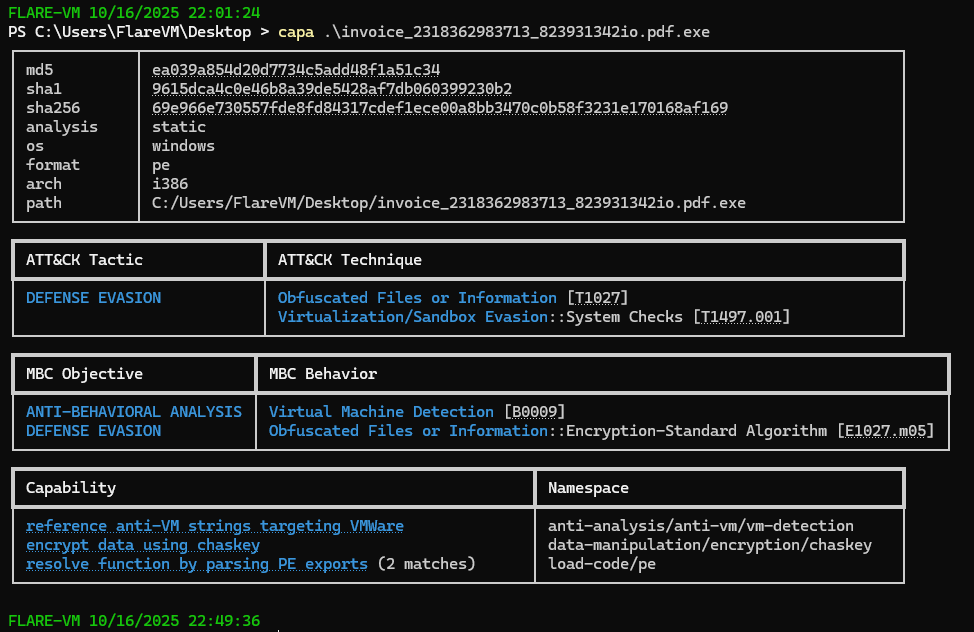 FLARE-VM 10/16/2025 22:01:24
PS C:\Users\FlareVM\Desktop > capa .\invoice_2318362983713_823931342io.pdf.exe
md5 ea039a854d20d7734c5add48f1a51c34
sha1 9615dca4c0e46b8a39de5428af7db060399230b2
sha256 69e966e730557fde8fd84317cdef1ece00a8bb3470c0b58f3231e170168af169
analysis static
os windows
format pe
arch i386
path C:/Users/FlareVM/Desktop/invoice_2318362983713_823931342io.pdf.exe
ATT&CK Tactic ATT&CK Technique
DEFENSE EVASION Obfuscated Files or Information [T1027]
Virtualization/Sandbox Evasion::System Checks [T1497.001]
MBC Objective MBC Behavior
ANTI-BEHAVIORAL ANALYSIS Virtual Machine Detection [B0009]
DEFENSE EVASION Obfuscated Files or Information::Encryption-Standard Algorithm [E1027.m05]
Capability Namespace
reference anti-VM strings targeting VMWare anti-analysis/anti-vm/vm-detection
encrypt data using chaskey data-manipulation/encryption/chaskey
resolve function by parsing PE exports (2 matches) load-code/pe
FLARE-VM 10/16/2025 22:49:36